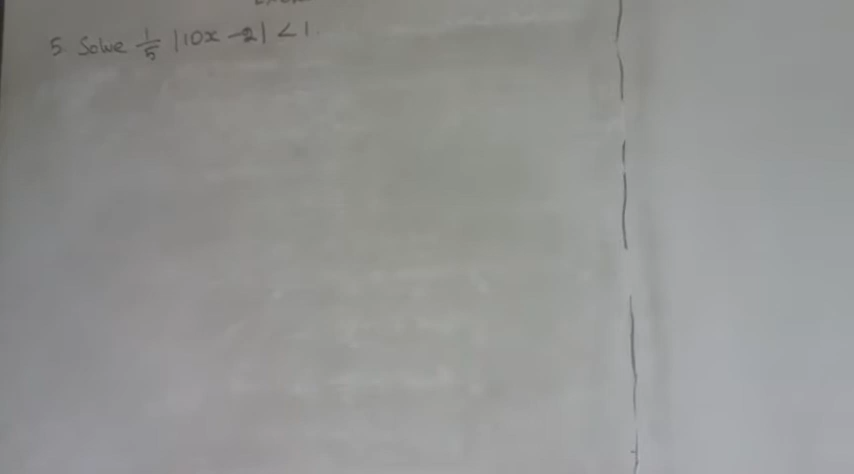 5. Solve 1/5 |10x - 2| < 1.